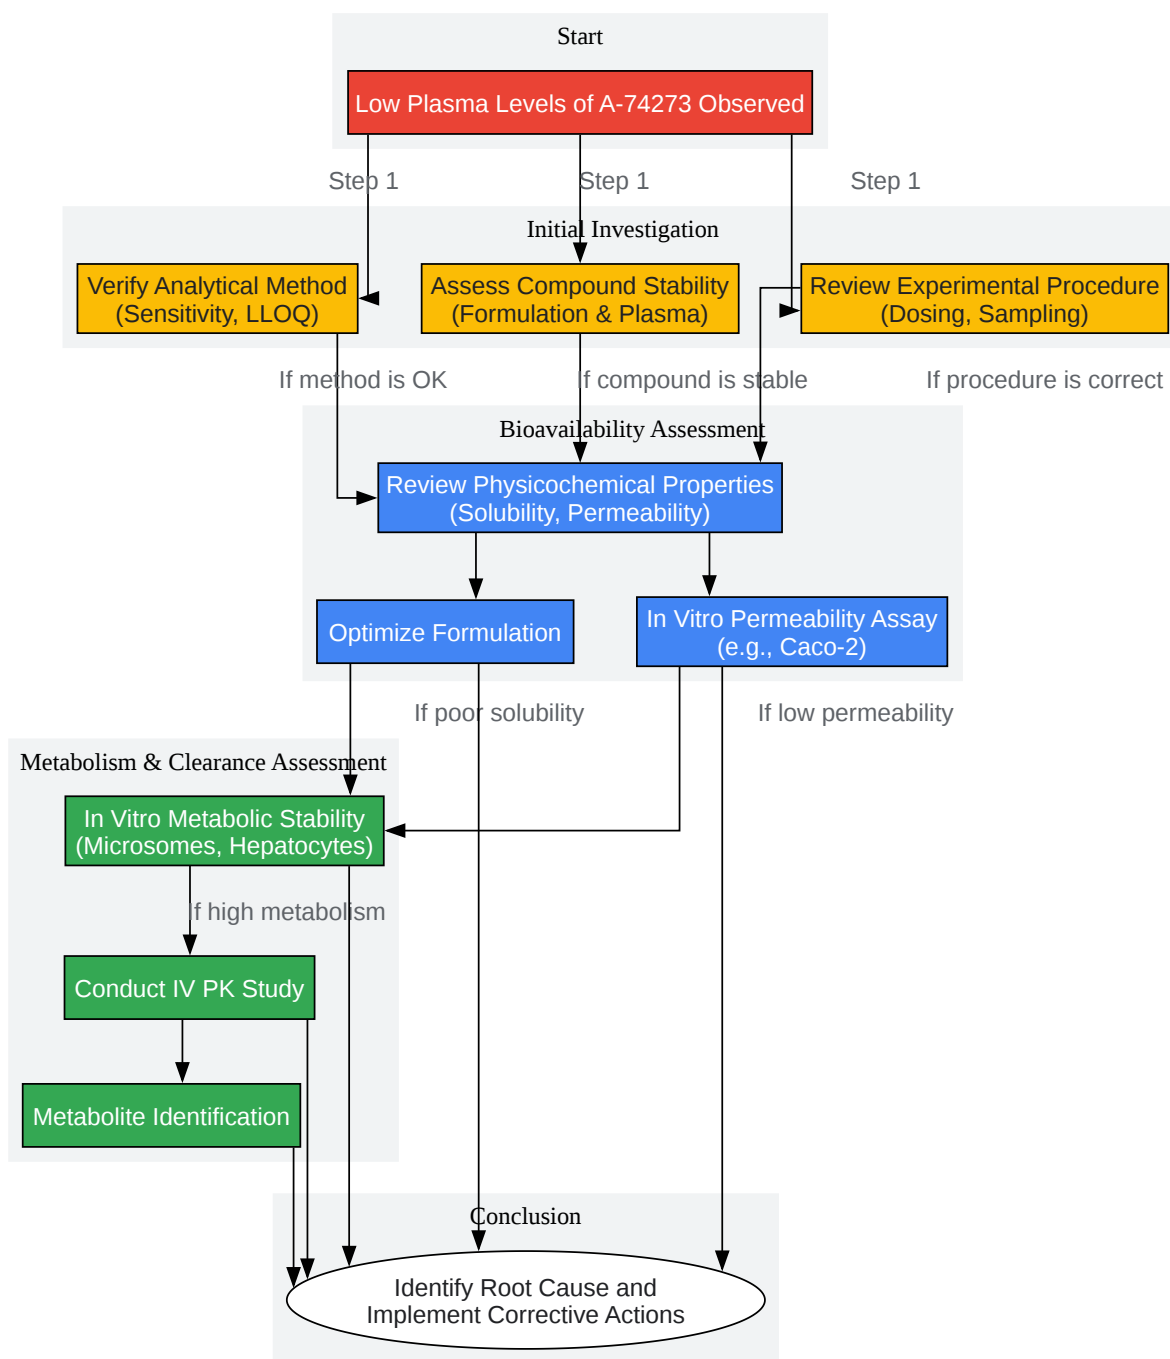 Start
Low Plasma Levels of A-74273 Observed
Step 1
Step 1
Step 1
Initial Investigation
Verify Analytical Method
(Sensitivity, LLOQ)
Assess Compound Stability
(Formulation & Plasma)
Review Experimental Procedure
(Dosing, Sampling)
If method is OK
If compound is stable
If procedure is correct
Bioavailability Assessment
Review Physicochemical Properties
(Solubility, Permeability)
Optimize Formulation
In Vitro Permeability Assay
(e.g., Caco-2)
If poor solubility
If low permeability
Metabolism & Clearance Assessment
In Vitro Metabolic Stability
(Microsomes, Hepatocytes)
If high metabolism
Conduct IV PK Study
Metabolite Identification
Conclusion
Identify Root Cause and
Implement Corrective Actions